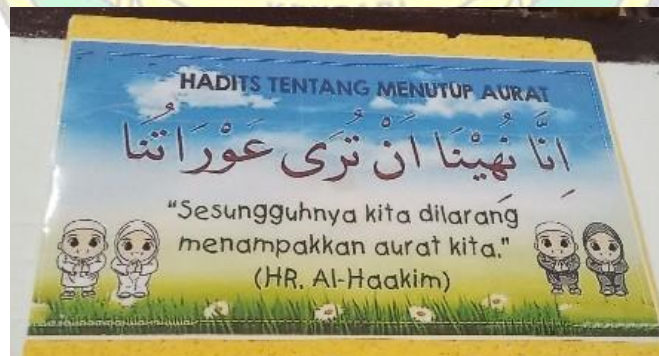 HADITS TENTANG MENUTUP AURAT
اِنَّا نُهِيْنَا اَنْ تُرَى عَوْرَاتُنَا
"Sesungguhnya kita dilarang
menampakkan aurat kita."
(HR. Al-Haakim)